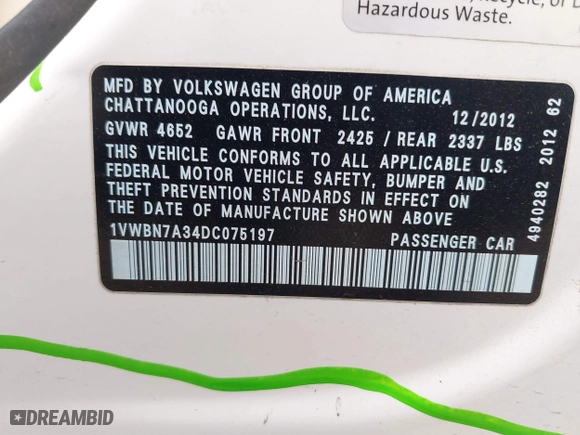 Recycle, or D
Hazardous Waste.
MFD BY VOLKSWAGEN GROUP OF AMERICA
CHATTANOOGA OPERATIONS, LLC. 12/2012
GVWR 4652 GAWR FRONT 2425 / REAR 2337 LBS
THIS VEHICLE CONFORMS TO ALL APPLICABLE U.S.
FEDERAL MOTOR VEHICLE SAFETY, BUMPER AND
THEFT PREVENTION STANDARDS IN EFFECT ON
THE DATE OF MANUFACTURE SHOWN ABOVE
1VWBN7A34DC075197 PASSENGER CAR
4940282 2012 62
DREAMBID